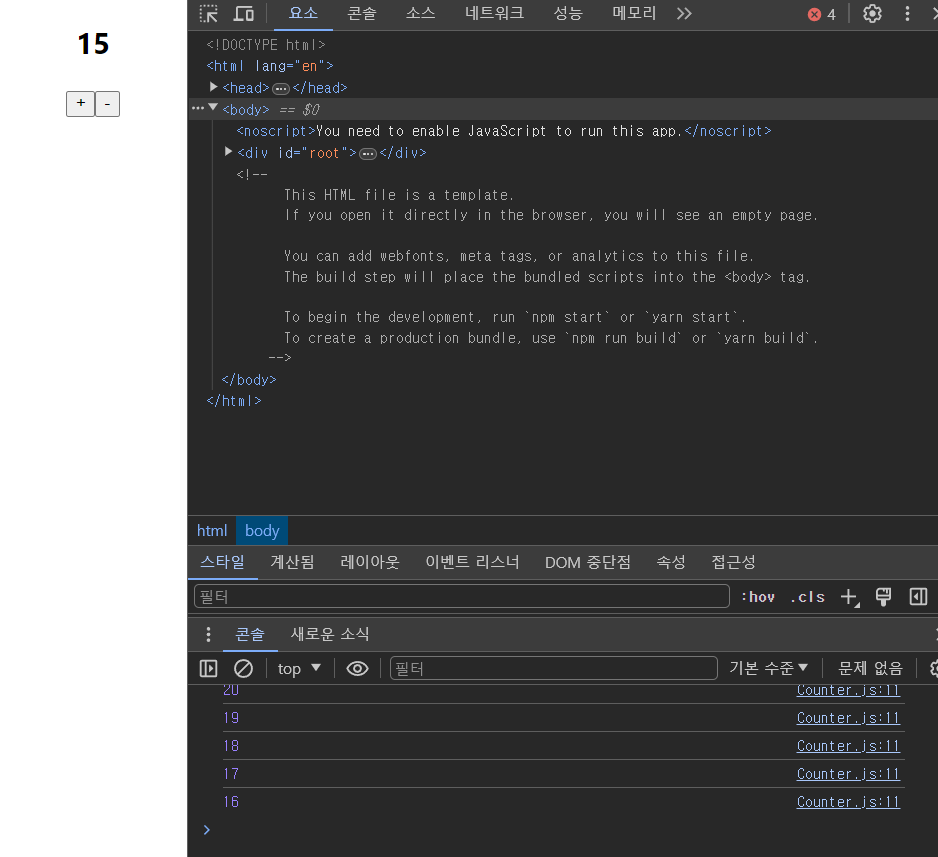 15
+ -
요소 콘솔 소스 네트워크 성능 메모리 4
<!DOCTYPE html>
<html lang="en">
<head> ⋯ </head>
<body> == $0
<noscript>You need to enable JavaScript to run this app.</noscript>
<div id="root"> ⋯ </div>
<!--
This HTML file is a template.
If you open it directly in the browser, you will see an empty page.
You can add webfonts, meta tags, or analytics to this file.
The build step will place the bundled scripts into the <body> tag.
To begin the development, run `npm start` or `yarn start`.
To create a production bundle, use `npm run build` or `yarn build`.
-->
</body>
</html>
html body
스타일 계산됨 레이아웃 이벤트 리스너 DOM 중단점 속성 접근성
필터 :hov .cls
콘솔 새로운 소식
top 필터 기본 수준 문제 없음
20 Counter.js:11
19 Counter.js:11
18 Counter.js:11
17 Counter.js:11
16 Counter.js:11